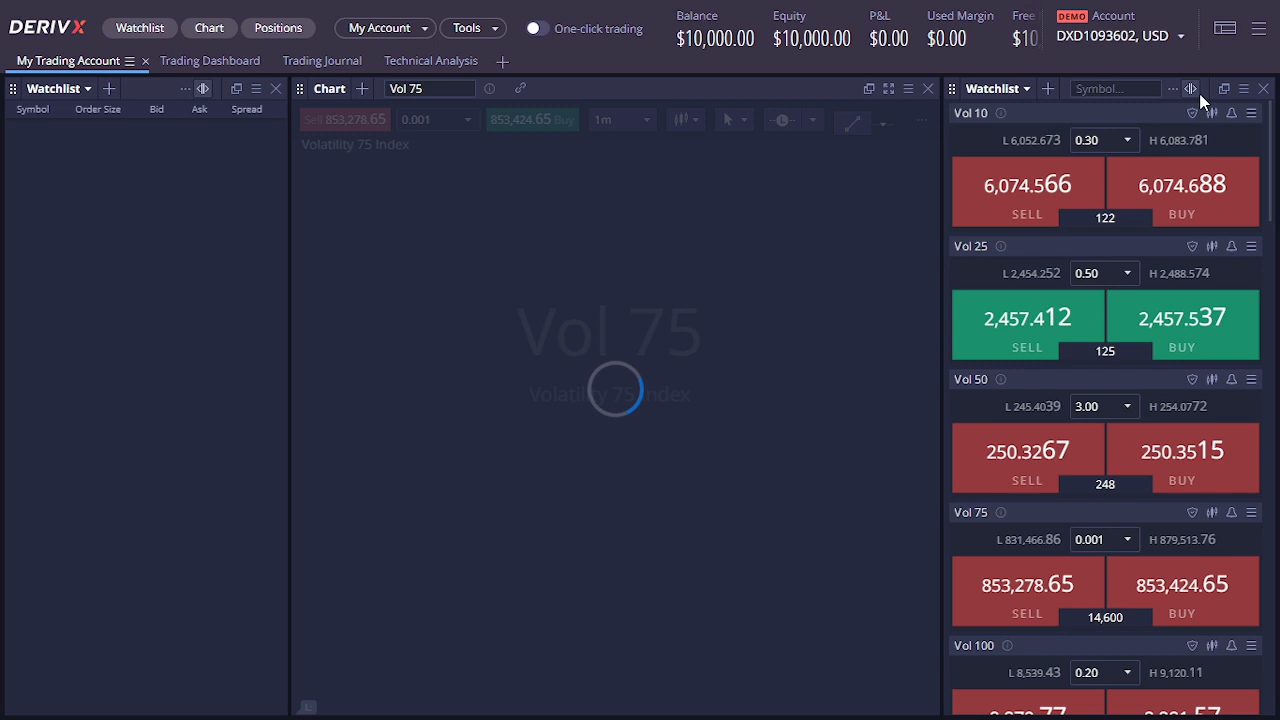 DERIV X
Watchlist
Chart
Positions
My Account
Tools
One-click trading
Balance
$10,000.00
Equity
$10,000.00
P&L
$0.00
Used Margin
$0.00
Free
$10
DEMO Account
DXD1093602, USD
My Trading Account
Trading Dashboard
Trading Journal
Technical Analysis
Watchlist
Symbol Order Size Bid Ask Spread
Chart
Vol 75
Sell 853,278.65
0.001
853,424.65 Buy
1m
Volatility 75 Index
Vol 75
Volatility 75 Index
Watchlist
Symbol...
Vol 10
L 6,052.673 0.30 H 6,083.781
6,074.566 6,074.688
SELL 122 BUY
Vol 25
L 2,454.252 0.50 H 2,488.574
2,457.412 2,457.537
SELL 125 BUY
Vol 50
L 245.4039 3.00 H 254.0772
250.3267 250.3515
SELL 248 BUY
Vol 75
L 831,466.86 0.001 H 879,513.76
853,278.65 853,424.65
SELL 14,600 BUY
Vol 100
L 8,539.43 0.20 H 9,120.11